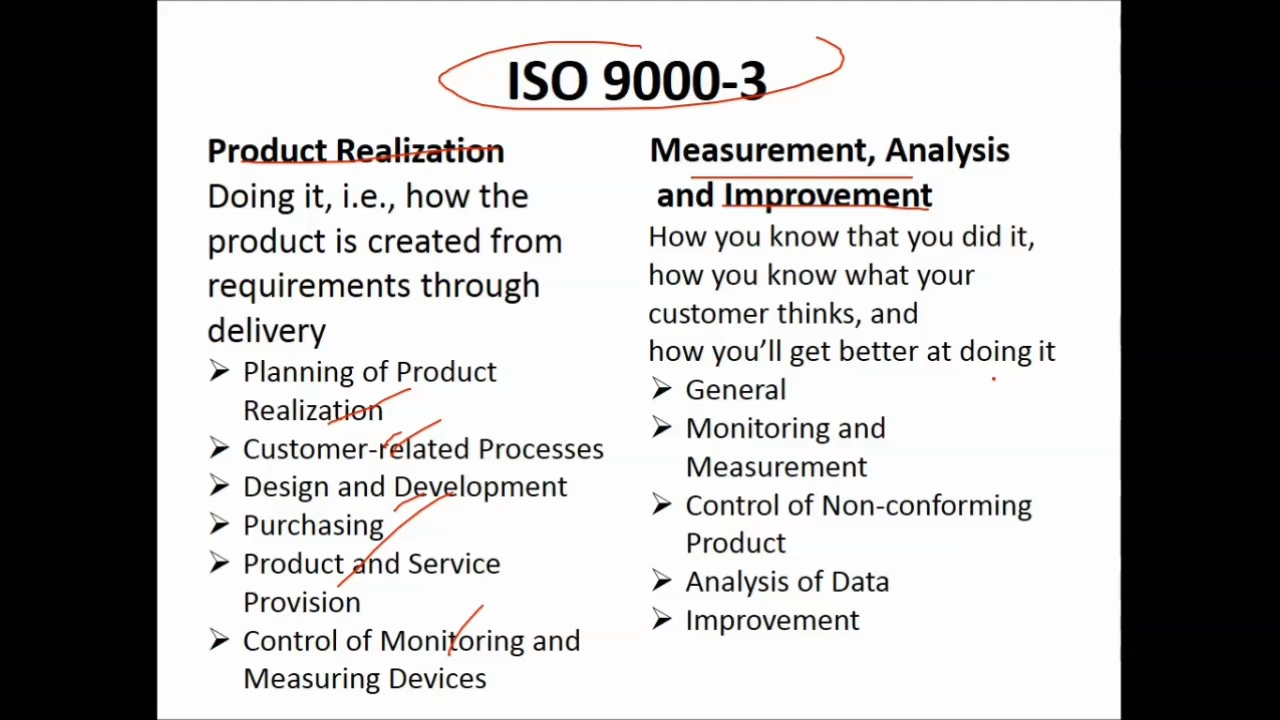 ISO 9000-3
Product Realization
Doing it, i.e., how the
product is created from
requirements through
delivery
➢ Planning of Product
Realization
➢ Customer-related Processes
➢ Design and Development
➢ Purchasing
➢ Product and Service
Provision
➢ Control of Monitoring and
Measuring Devices
Measurement, Analysis
and Improvement
How you know that you did it,
how you know what your
customer thinks, and
how you’ll get better at doing it
➢ General
➢ Monitoring and
Measurement
➢ Control of Non-conforming
Product
➢ Analysis of Data
➢ Improvement